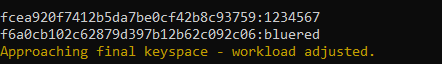 fcea920f7412b5da7be0cf42b8c93759:1234567
f6a0cb102c62879d397b12b62c092c06:bluered
Approaching final keyspace - workload adjusted.